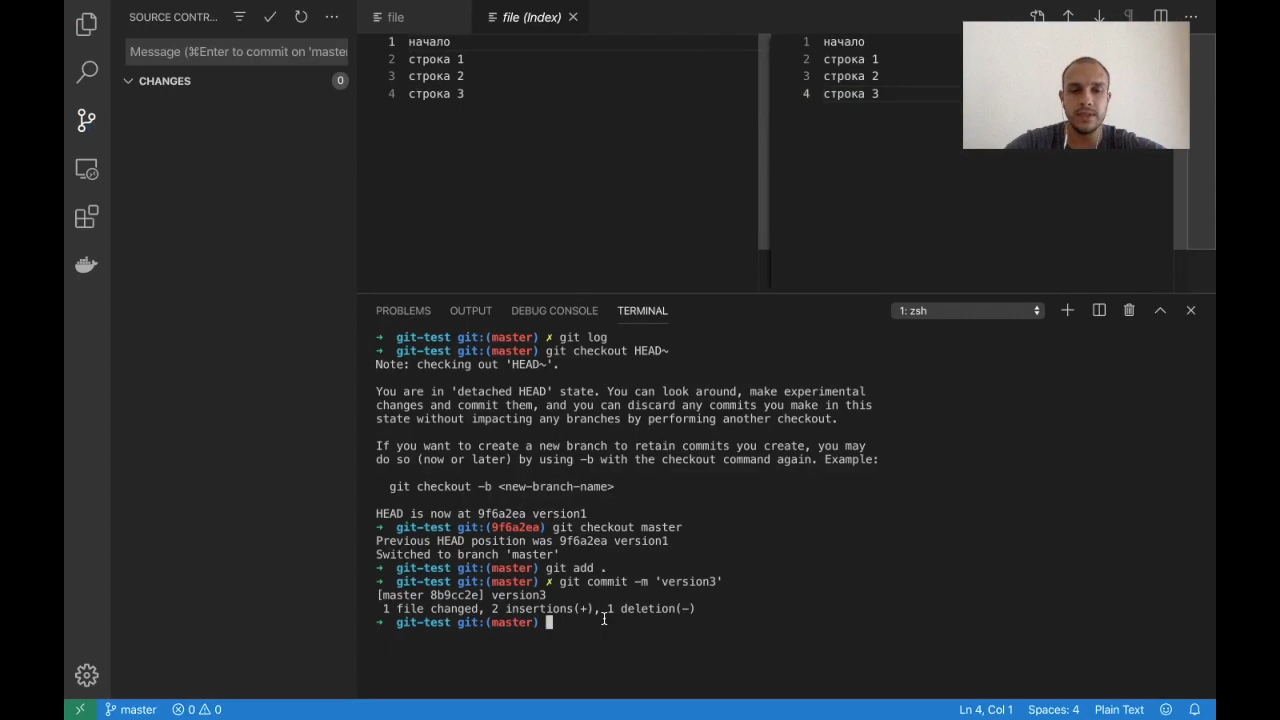 SOURCE CONTR...
file
file (Index)
Message (⌘Enter to commit on 'master
CHANGES
0
1 начало
2 строка 1
3 строка 2
4 строка 3
1 начало
2 строка 1
3 строка 2
4 строка 3
PROBLEMS OUTPUT DEBUG CONSOLE TERMINAL
1: zsh
➜ git-test git:(master) ✗ git log
➜ git-test git:(master) git checkout HEAD~
Note: checking out 'HEAD~'.
You are in 'detached HEAD' state. You can look around, make experimental
changes and commit them, and you can discard any commits you make in this
state without impacting any branches by performing another checkout.
If you want to create a new branch to retain commits you create, you may
do so (now or later) by using -b with the checkout command again. Example:
git checkout -b <new-branch-name>
HEAD is now at 9f6a2ea version1
➜ git-test git:(9f6a2ea) git checkout master
Previous HEAD position was 9f6a2ea version1
Switched to branch 'master'
➜ git-test git:(master) git add .
➜ git-test git:(master) ✗ git commit -m 'version3'
[master 8b9cc2e] version3
1 file changed, 2 insertions(+), 1 deletion(-)
➜ git-test git:(master)
master 0 0 Ln 4, Col 1 Spaces: 4 Plain Text